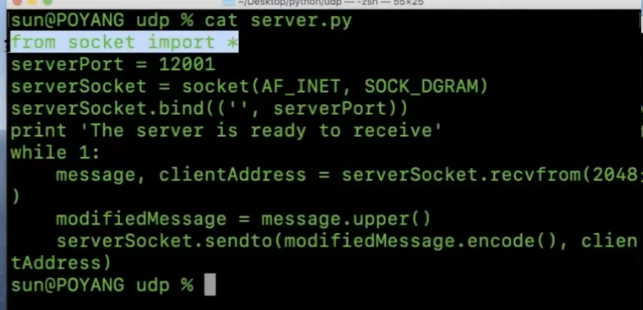 ~/Desktop/python/udp — -zsh — 55×25
sun@POYANG udp % cat server.py
from socket import *
serverPort = 12001
serverSocket = socket(AF_INET, SOCK_DGRAM)
serverSocket.bind(('', serverPort))
print 'The server is ready to receive'
while 1:
    message, clientAddress = serverSocket.recvfrom(2048
)
    modifiedMessage = message.upper()
    serverSocket.sendto(modifiedMessage.encode(), clien
tAddress)
sun@POYANG udp %